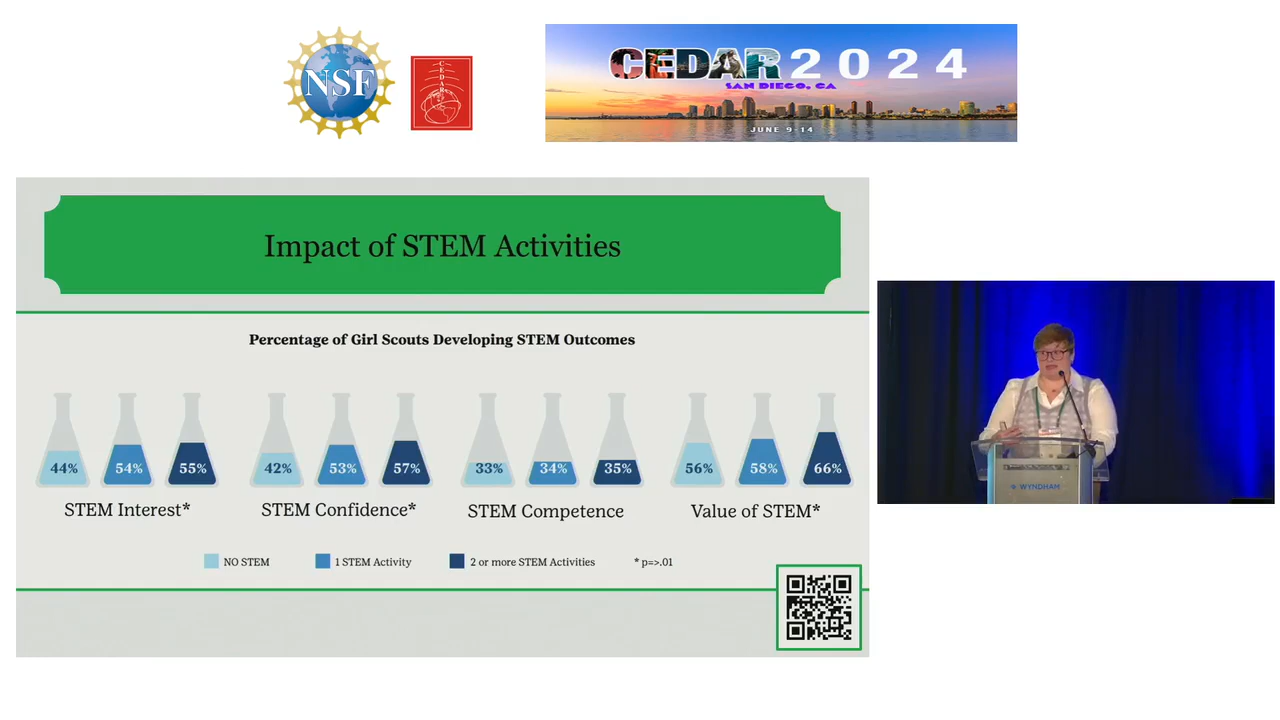 NSF
CEDAR
CEDAR 2024
SAN DIEGO, CA
JUNE 9-14
Impact of STEM Activities
Percentage of Girl Scouts Developing STEM Outcomes
44% 54% 55% 42% 53% 57% 33% 34% 35% 56% 58% 66%
STEM Interest* STEM Confidence* STEM Competence Value of STEM*
NO STEM 1 STEM Activity 2 or more STEM Activities * p=>.01
WYNDHAM